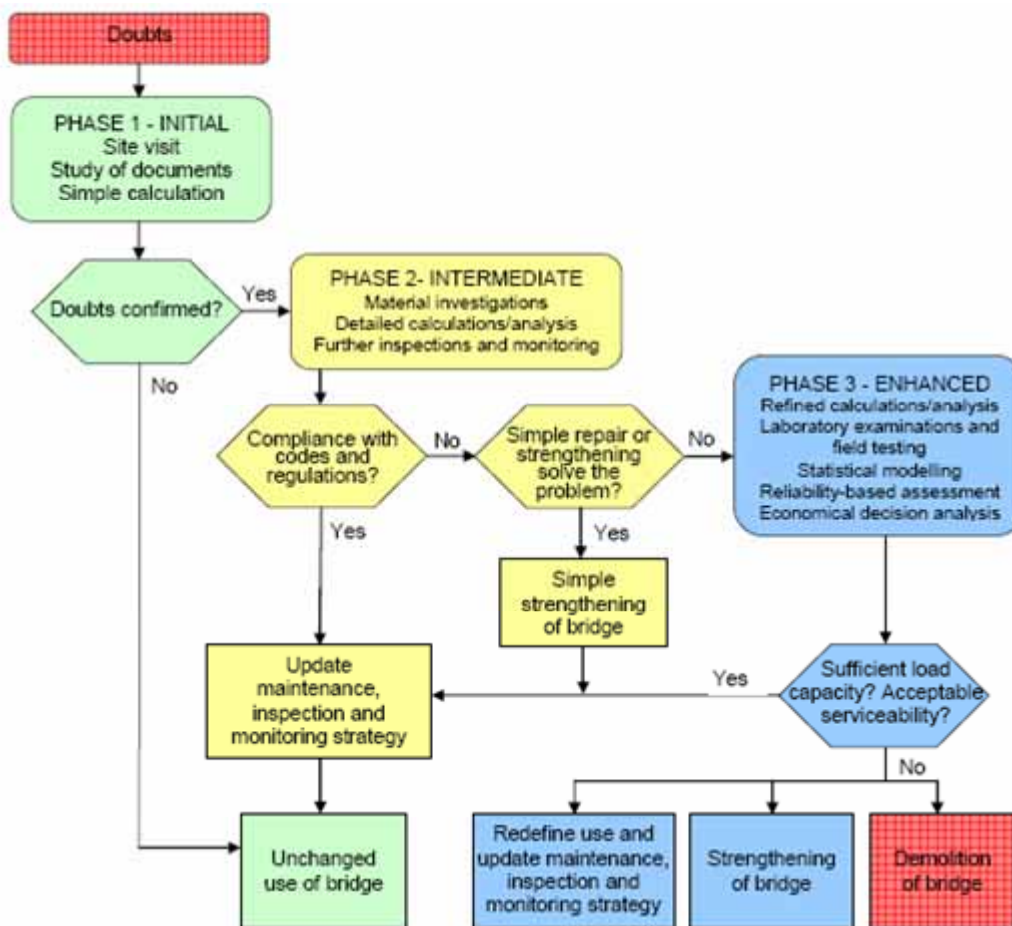 Doubts
PHASE 1 - INITIAL
Site visit
Study of documents
Simple calculation
Doubts confirmed?
Yes
No
PHASE 2- INTERMEDIATE
Material investigations
Detailed calculations/analysis
Further inspections and monitoring
Compliance with
codes and
regulations?
No
Yes
Simple repair or
strengthening
solve the
problem?
No
Yes
PHASE 3 - ENHANCED
Refined calculations/analysis
Laboratory examinations and
field testing
Statistical modelling
Reliability-based assessment
Economical decision analysis
Simple
strengthening
of bridge
Update
maintenance,
inspection and
monitoring strategy
Yes
Sufficient load
capacity? Acceptable
serviceability?
No
Unchanged
use of bridge
Redefine use and
update maintenance,
inspection and
monitoring strategy
Strengthening
of bridge
Demolition
of bridge